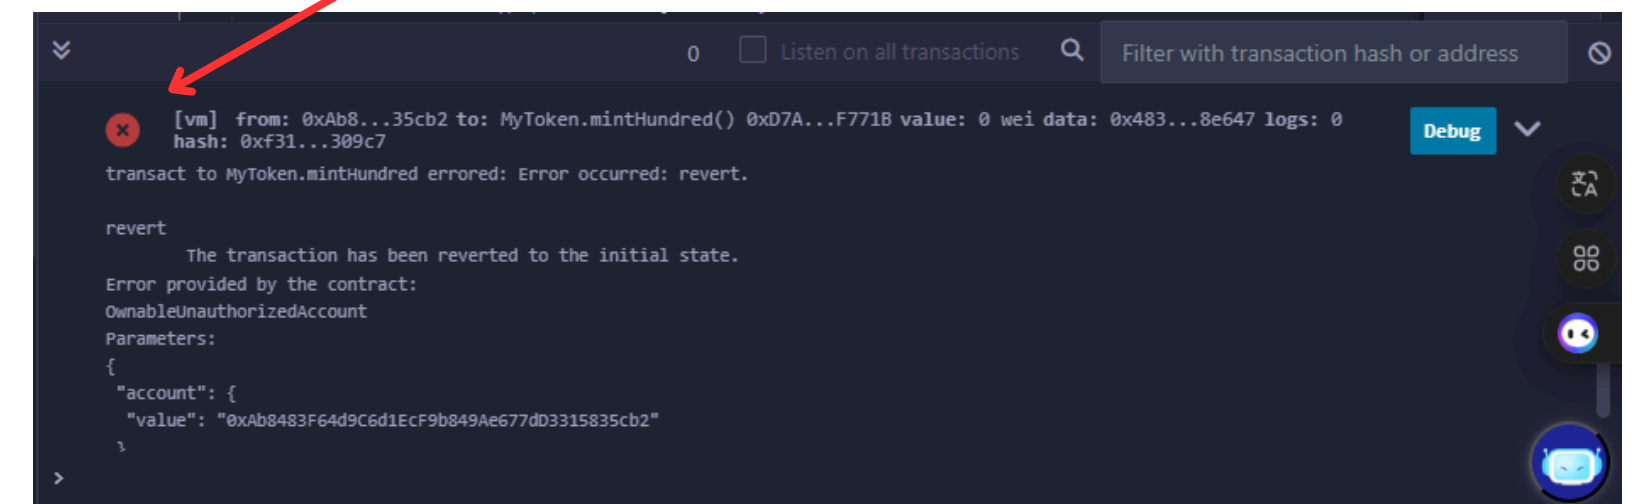 0 Listen on all transactions Filter with transaction hash or address
[vm] from: 0xAb8...35cb2 to: MyToken.mintHundred() 0xD7A...F771B value: 0 wei data: 0x483...8e647 logs: 0 Debug
hash: 0xf31...309c7
transact to MyToken.mintHundred errored: Error occurred: revert.
revert
The transaction has been reverted to the initial state.
Error provided by the contract:
OwnableUnauthorizedAccount
Parameters:
{
"account": {
"value": "0xAb8483F64d9C6d1EcF9b849Ae677dD3315835cb2"
}
>